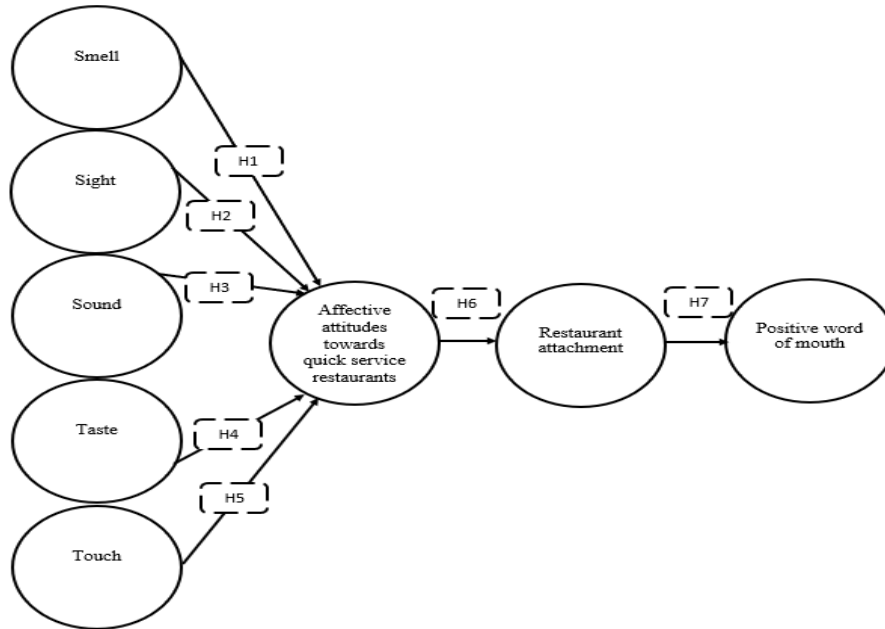 Smell
H1
Sight
H2
Sound
H3
Affective
attitudes
towards
quick service
restaurants
H6
Restaurant
attachment
H7
Positive word
of mouth
Taste
H4
H5
Touch